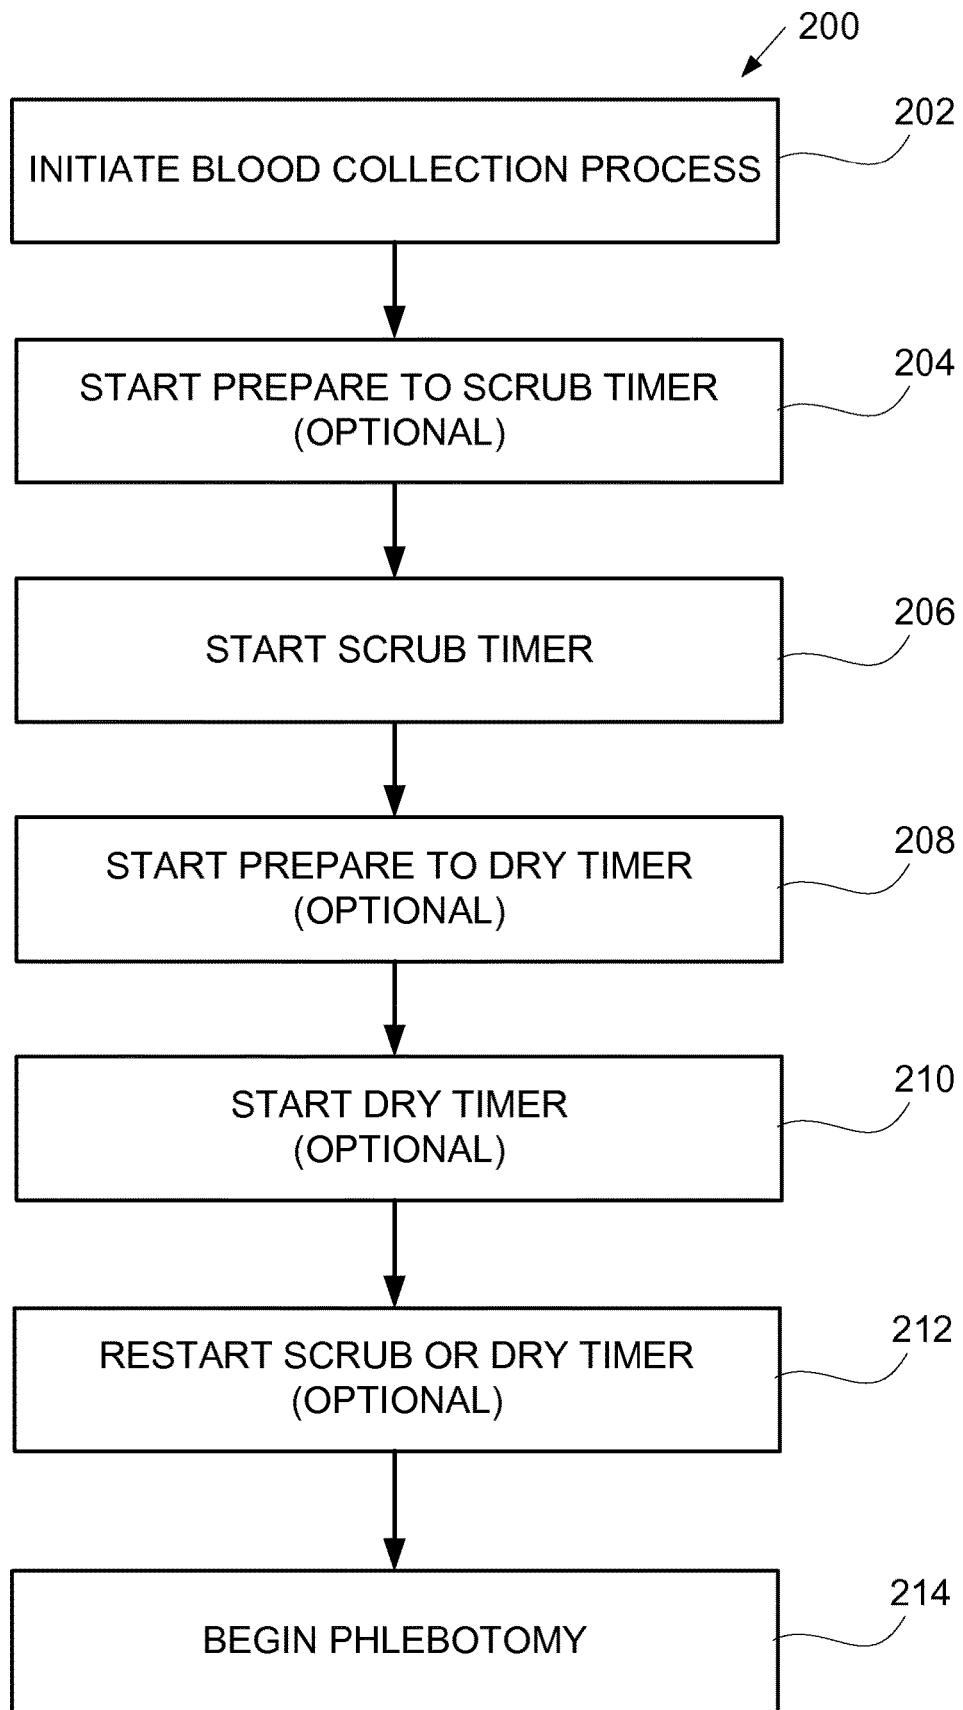 200
INITIATE BLOOD COLLECTION PROCESS
202
START PREPARE TO SCRUB TIMER
(OPTIONAL)
204
START SCRUB TIMER
206
START PREPARE TO DRY TIMER
(OPTIONAL)
208
START DRY TIMER
(OPTIONAL)
210
RESTART SCRUB OR DRY TIMER
(OPTIONAL)
212
BEGIN PHLEBOTOMY
214